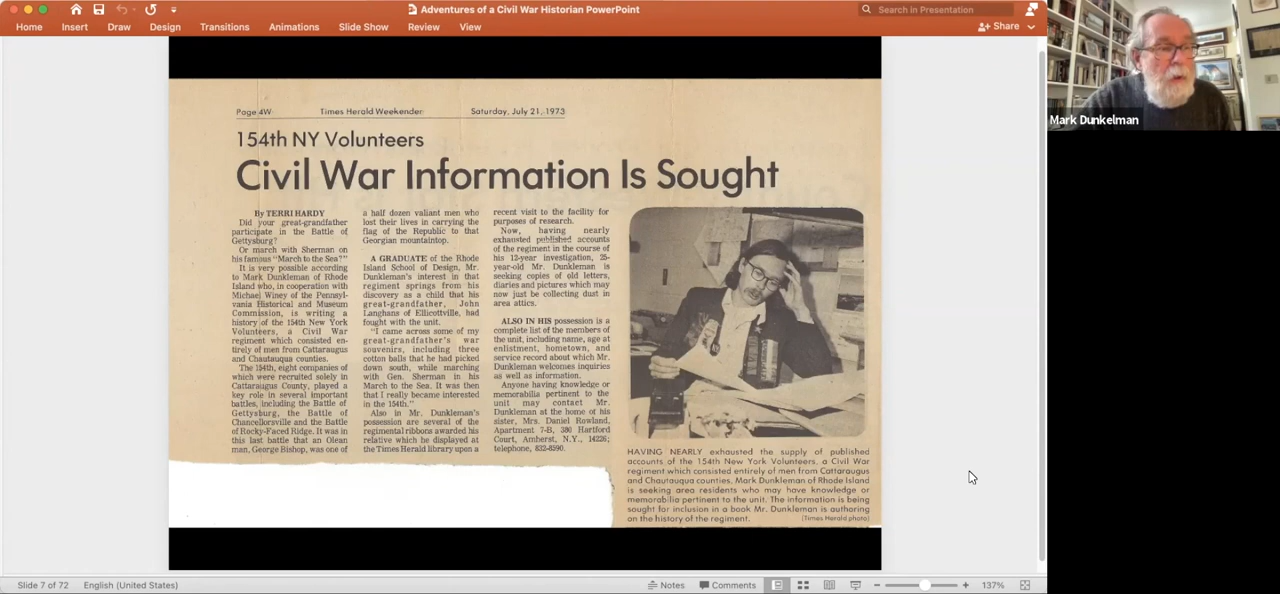 Adventures of a Civil War Historian PowerPoint
Search in Presentation
Home Insert Draw Design Transitions Animations Slide Show Review View
Share
Mark Dunkelman
Page 4W Times Herald Weekender Saturday, July 21, 1973
154th NY Volunteers
Civil War Information Is Sought
By TERRI HARDY
Did your great-grandfather
participate in the Battle of
Gettysburg?
Or march with Sherman on
his famous "March to the Sea?"
It is very possible according
to Mark Dunkleman of Rhode
Island who, in cooperation with
Michael Winey of the Pennsyl-
vania Historical and Museum
Commission, is writing a
history of the 154th New York
Volunteers, a Civil War
regiment which consisted en-
tirely of men from Cattaraugus
and Chautauqua counties.
The 154th, eight companies of
which were recruited solely in
Cattaraugus County, played a
key role in several important
battles, including the Battle of
Gettysburg, the Battle of
Chancellorsville and the Battle
of Rocky-Faced Ridge. It was in
this last battle that an Olean
man, George Bishop, was one of
a half dozen valiant men who
lost their lives in carrying the
flag of the Republic to that
Georgian mountaintop.
A GRADUATE of the Rhode
Island School of Design, Mr.
Dunkleman's interest in that
regiment springs from his
discovery as a child that his
great-grandfather, John
Langhans of Ellicottville, had
fought with the unit.
"I came across some of my
great-grandfather's war
souvenirs, including three
cotton balls that he had picked
down south, while marching
with Gen. Sherman in his
March to the Sea. It was then
that I really became interested
in the 154th."
Also in Mr. Dunkleman's
possession are several of the
regimental ribbons awarded his
relative which he displayed at
the Times Herald library upon a
recent visit to the facility for
purposes of research.
Now, having nearly
exhausted published accounts
of the regiment in the course of
his 12-year investigation, 25-
year-old Mr. Dunkleman is
seeking copies of old letters,
diaries and pictures which may
now just be collecting dust in
area attics.
ALSO IN HIS possession is a
complete list of the members of
the unit, including name, age at
enlistment, hometown, and
service record about which Mr.
Dunkleman welcomes inquiries
as well as information.
Anyone having knowledge or
memorabilia pertinent to the
unit may contact Mr.
Dunkleman at the home of his
sister, Mrs. Daniel Rowland,
Apartment 7-B, 380 Hartford
Court, Amherst, N.Y., 14226;
telephone, 832-8590.
HAVING NEARLY exhausted the supply of published
accounts of the 154th New York Volunteers, a Civil War
regiment which consisted entirely of men from Cattaraugus
and Chautauqua counties, Mark Dunkleman of Rhode Island
is seeking area residents who may have knowledge or
memorabilia pertinent to the unit. The information is being
sought for inclusion in a book Mr. Dunkleman is authoring
on the history of the regiment. (Times Herald photo)
Slide 7 of 72 English (United States) Notes Comments 137%